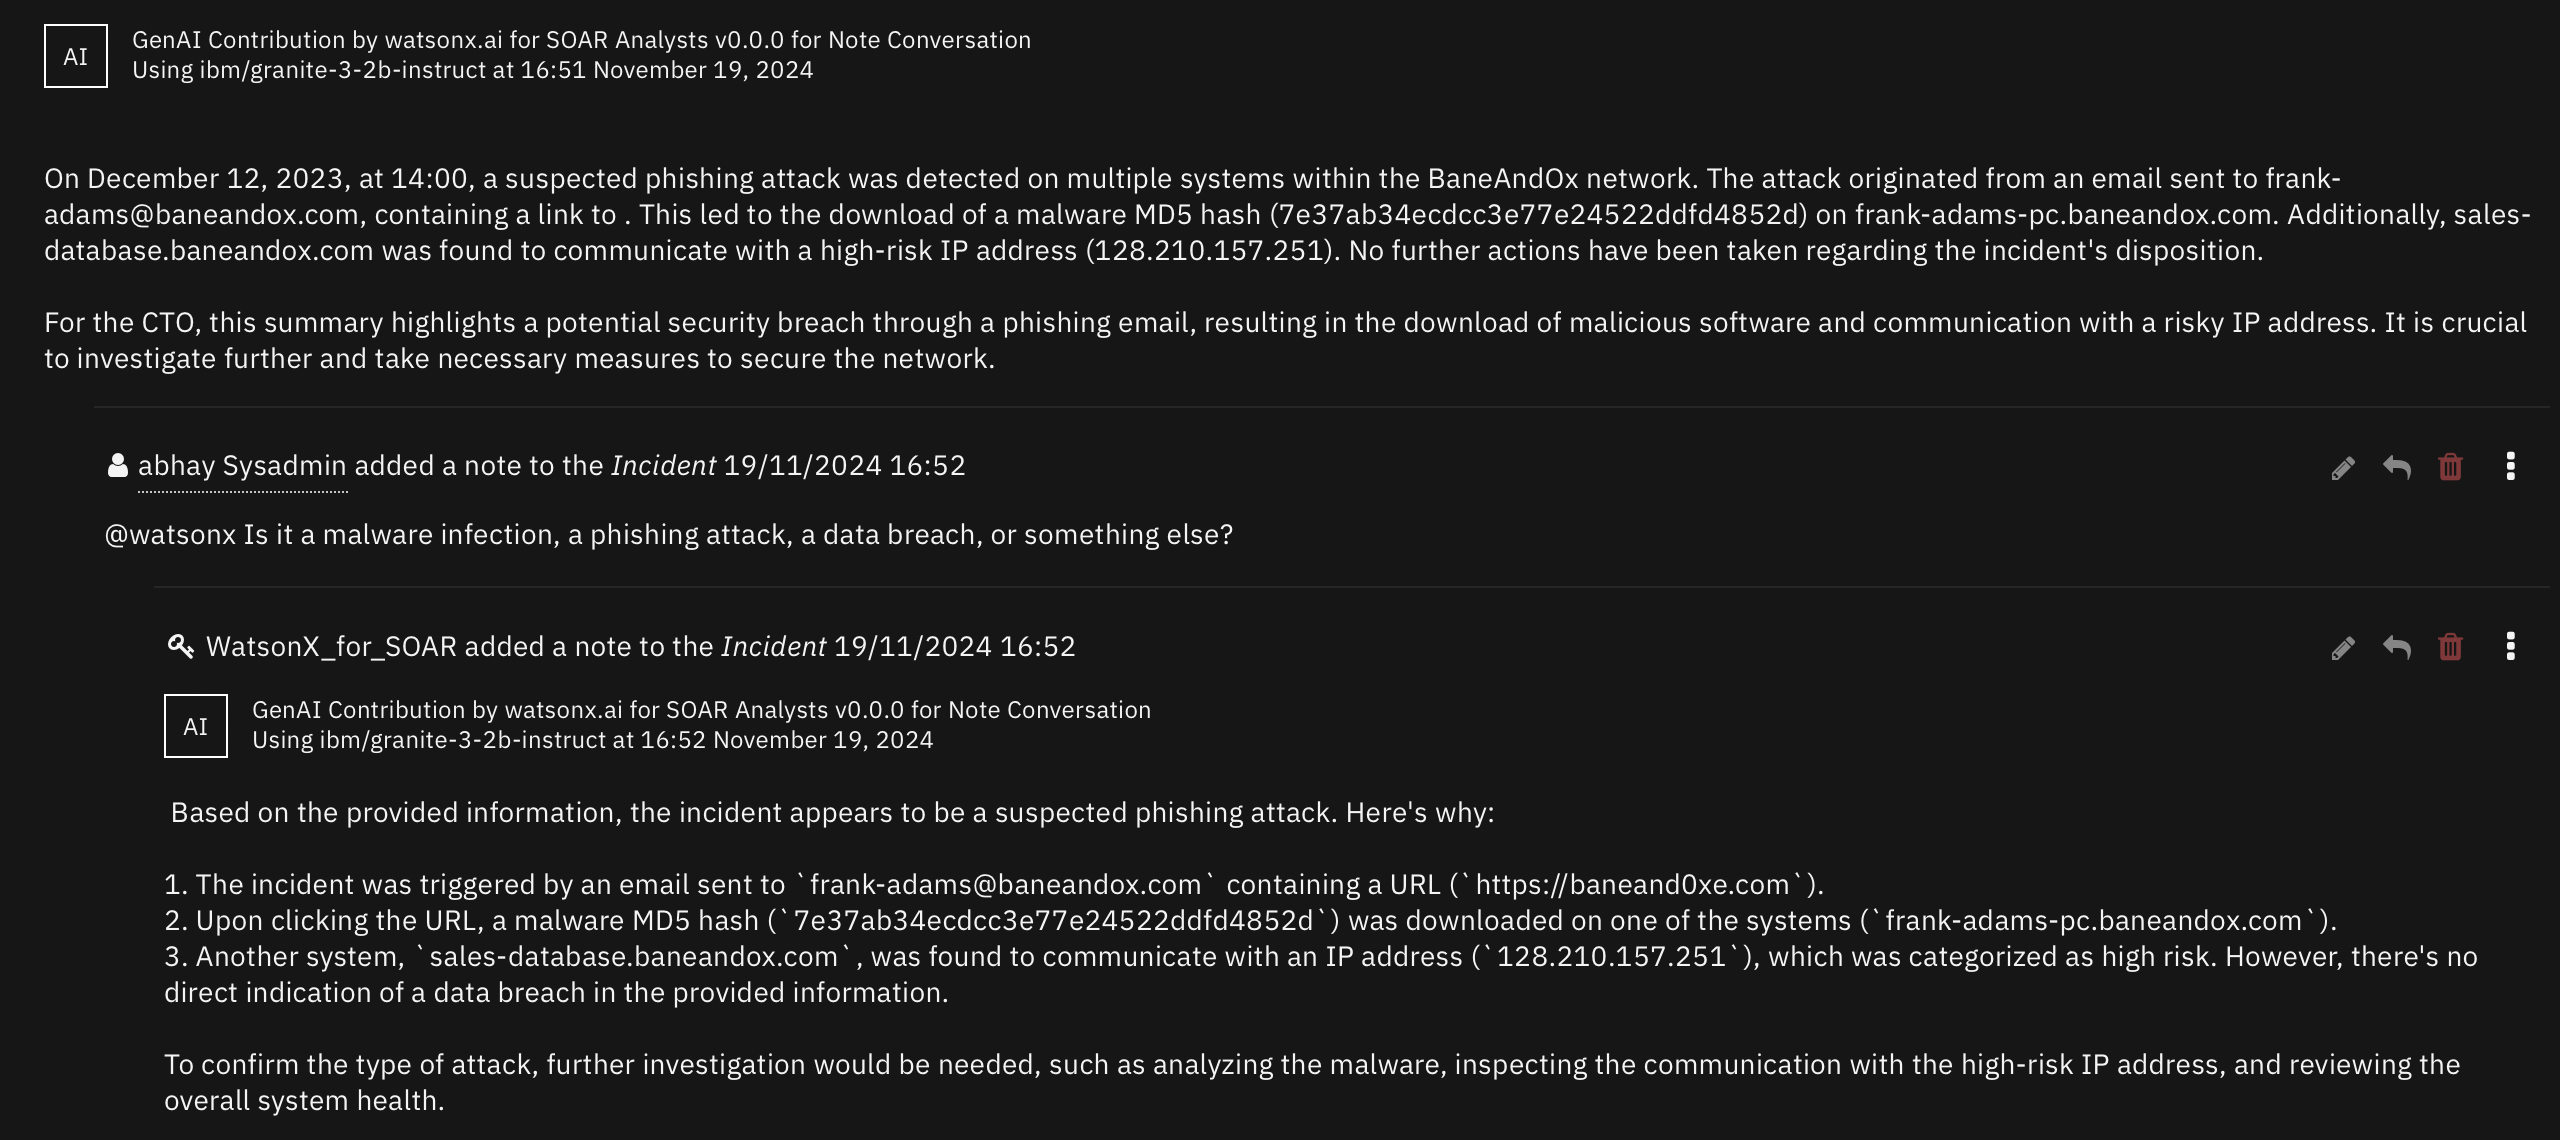 AI
GenAI Contribution by watsonx.ai for SOAR Analysts v0.0.0 for Note Conversation
Using ibm/granite-3-2b-instruct at 16:51 November 19, 2024
On December 12, 2023, at 14:00, a suspected phishing attack was detected on multiple systems within the BaneAndOx network. The attack originated from an email sent to frank-
adams@baneandox.com, containing a link to . This led to the download of a malware MD5 hash (7e37ab34ecdcc3e77e24522ddfd4852d) on frank-adams-pc.baneandox.com. Additionally, sales-
database.baneandox.com was found to communicate with a high-risk IP address (128.210.157.251). No further actions have been taken regarding the incident's disposition.
For the CTO, this summary highlights a potential security breach through a phishing email, resulting in the download of malicious software and communication with a risky IP address. It is crucial
to investigate further and take necessary measures to secure the network.
abhay Sysadmin added a note to the Incident 19/11/2024 16:52
@watsonx Is it a malware infection, a phishing attack, a data breach, or something else?
WatsonX_for_SOAR added a note to the Incident 19/11/2024 16:52
AI
GenAI Contribution by watsonx.ai for SOAR Analysts v0.0.0 for Note Conversation
Using ibm/granite-3-2b-instruct at 16:52 November 19, 2024
Based on the provided information, the incident appears to be a suspected phishing attack. Here's why:
1. The incident was triggered by an email sent to `frank-adams@baneandox.com` containing a URL (`https://baneand0xe.com`).
2. Upon clicking the URL, a malware MD5 hash (`7e37ab34ecdcc3e77e24522ddfd4852d`) was downloaded on one of the systems (`frank-adams-pc.baneandox.com`).
3. Another system, `sales-database.baneandox.com`, was found to communicate with an IP address (`128.210.157.251`), which was categorized as high risk. However, there's no
direct indication of a data breach in the provided information.
To confirm the type of attack, further investigation would be needed, such as analyzing the malware, inspecting the communication with the high-risk IP address, and reviewing the
overall system health.